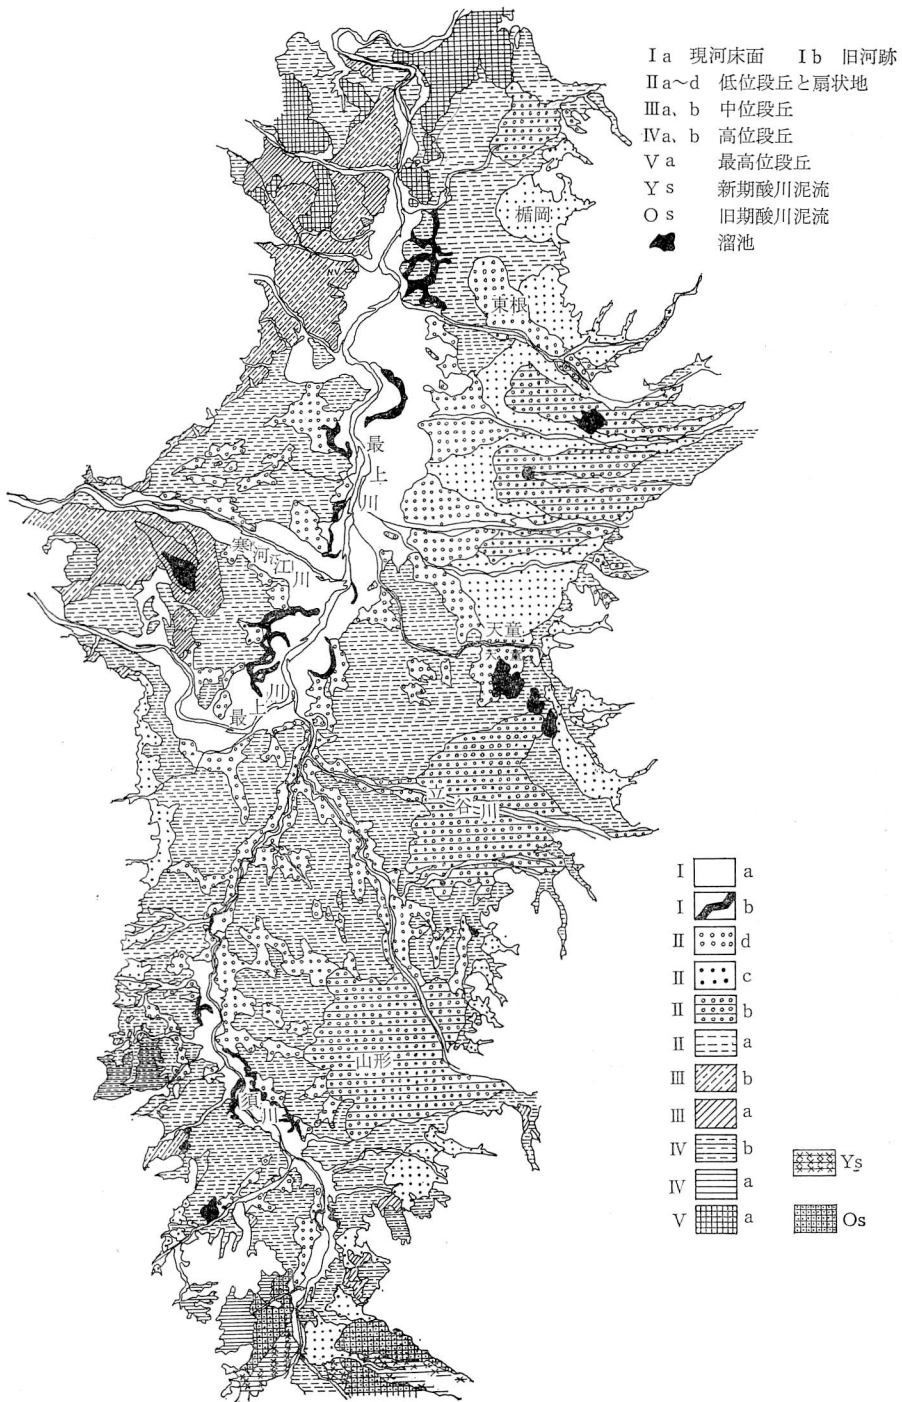 Ⅰa 現河床面 Ⅰb 旧河跡
Ⅱa~d 低位段丘と扇状地
Ⅲa、b 中位段丘
Ⅳa、b 高位段丘
Ⅴa 最高位段丘
Ys 新期酸川泥流
Os 旧期酸川泥流
溜池
楯岡
東根
最上川
寒河江川
天童
最上川
立谷川
山形
須川
Ⅰ a
Ⅰ b
Ⅱ d
Ⅱ c
Ⅱ b
Ⅱ a
Ⅲ b
Ⅲ a
Ⅳ b
Ⅳ a
Ⅴ a
Ys
Os